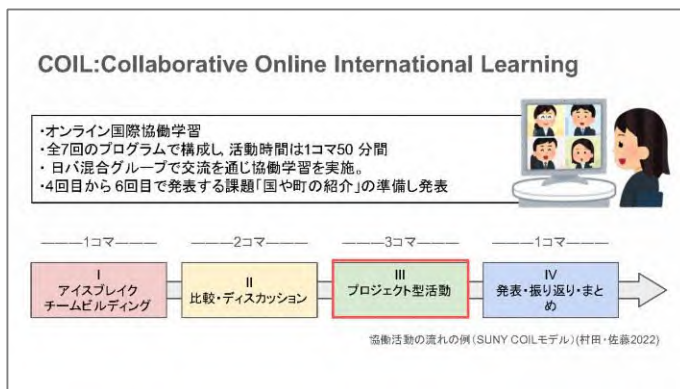 COIL:Collaborative Online International Learning
・オンライン国際協働学習
・全7回のプログラムで構成し, 活動時間は1コマ50 分間
・ 日バ混合グループで交流を通じ協働学習を実施。
・4回目から 6回目で発表する課題「国や町の紹介」の準備し発表
―――1コマ―――
―――2コマ―――
―――3コマ―――
―――1コマ―――
I
アイスブレイク
チームビルディング
II
比較・ディスカッション
III
プロジェクト型活動
IV
発表・振り返り・まと
め
協働活動の流れの例(SUNY COILモデル)(村田・佐藤2022)